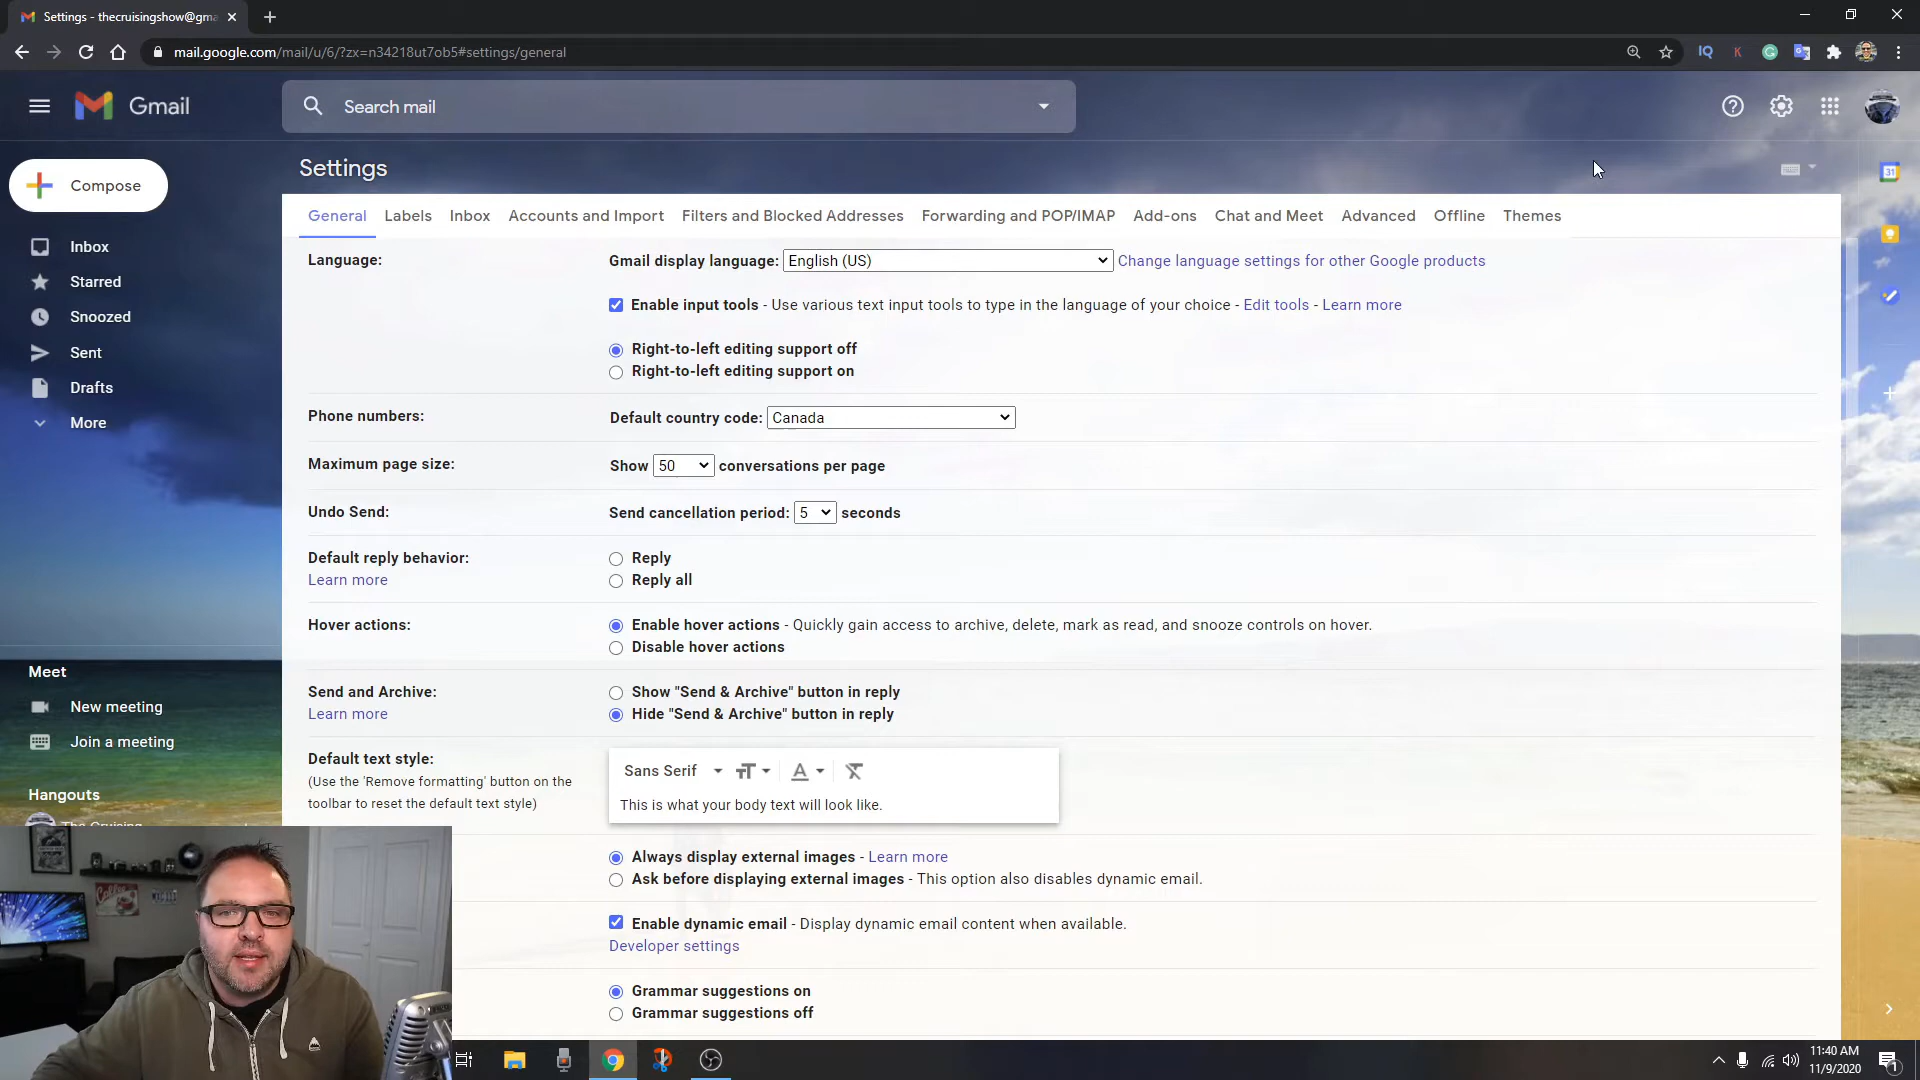 Settings - thecruisingshow@gma
mail.google.com/mail/u/6/?zx=n34218ut7ob5#settings/general
IQ
K
Gmail
Search mail
Compose
Settings
31
General Labels Inbox Accounts and Import Filters and Blocked Addresses Forwarding and POP/IMAP Add-ons Chat and Meet Advanced Offline Themes
Inbox
Starred
Snoozed
Sent
Drafts
More
Meet
New meeting
Join a meeting
Hangouts
The Cruising
Language: Gmail display language: English (US) Change language settings for other Google products
Enable input tools - Use various text input tools to type in the language of your choice - Edit tools - Learn more
Right-to-left editing support off
Right-to-left editing support on
Phone numbers: Default country code: Canada
Maximum page size: Show 50 conversations per page
Undo Send: Send cancellation period: 5 seconds
Default reply behavior: Reply
Learn more Reply all
Hover actions: Enable hover actions - Quickly gain access to archive, delete, mark as read, and snooze controls on hover.
Disable hover actions
Send and Archive: Show "Send & Archive" button in reply
Learn more Hide "Send & Archive" button in reply
Default text style: Sans Serif
(Use the 'Remove formatting' button on the
toolbar to reset the default text style)
This is what your body text will look like.
Always display external images - Learn more
Ask before displaying external images - This option also disables dynamic email.
Enable dynamic email - Display dynamic email content when available.
Developer settings
Grammar suggestions on
Grammar suggestions off
11:40 AM
11/9/2020
1